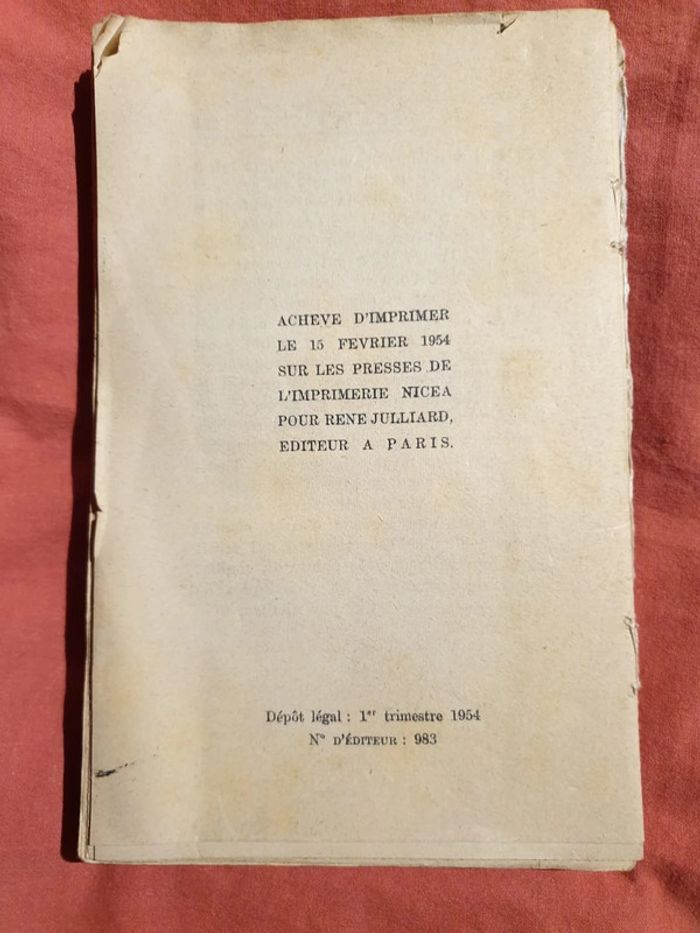 ACHEVE D'IMPRIMER
LE 15 FEVRIER 1954
SUR LES PRESSES DE
L'IMPRIMERIE NICEA
POUR RENE JULLIARD,
EDITEUR A PARIS.
Dépôt légal : 1er trimestre 1954
N° D'ÉDITEUR : 983